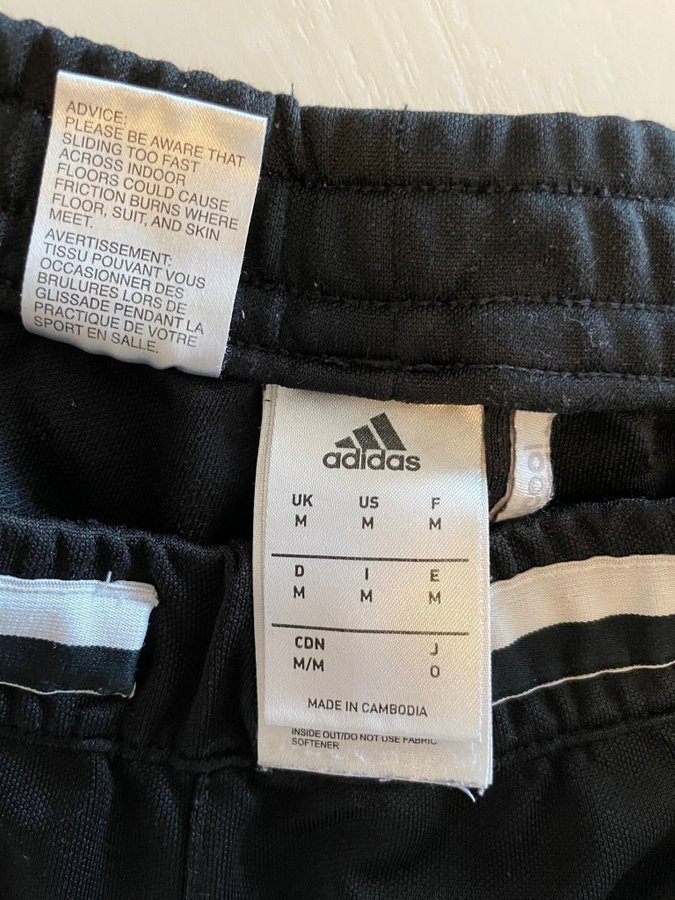 ADVICE:
PLEASE BE AWARE THAT
SLIDING TOO FAST
ACROSS INDOOR
FLOORS COULD CAUSE
FRICTION BURNS WHERE
FLOOR, SUIT, AND SKIN
MEET.
AVERTISSEMENT:
TISSU POUVANT VOUS
OCCASIONNER DES
BRULURES LORS DE
GLISSADE PENDANT LA
PRACTIQUE DE VOTRE
SPORT EN SALLE.
adidas
UK US F
M M M
D I E
M M M
CDN J
M/M O
MADE IN CAMBODIA
INSIDE OUT/DO NOT USE FABRIC
SOFTENER
cool